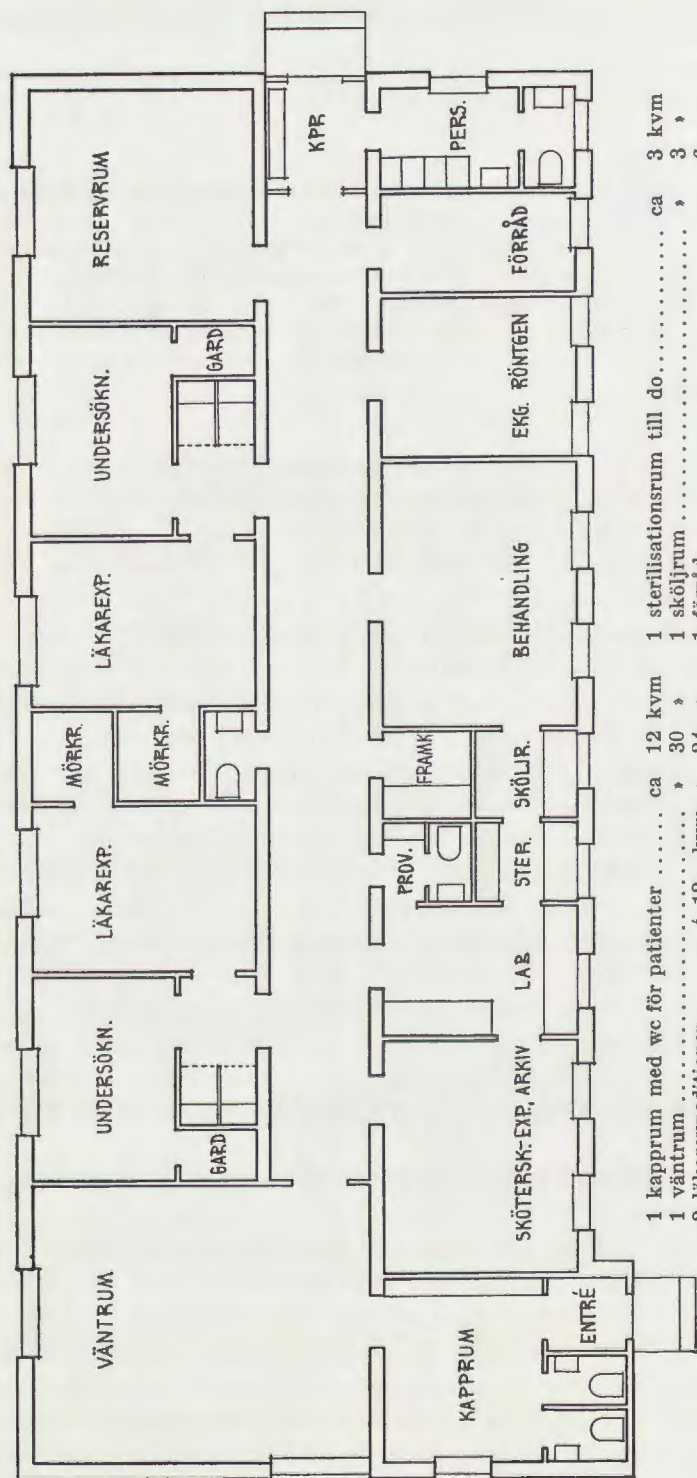 VÄNTRUM
UNDERSÖKN.
LÄKAREXP.
MÖRKR.
MÖRKR.
LÄKAREXP.
UNDERSÖKN.
RESERVRUM
GARD
GARD
KPR
KAPPRUM
ENTRÉ
SKÖTERSK.-EXP., ARKIV
LAB
PROV.
STER.
FRAMK
SKÖLJR.
BEHANDLING
EKG. RÖNTGEN
FÖRRÅD
PERS.
1 kapprum med wc för patienter ...... ca 12 kvm
1 väntrum ............................ » 30 »
1 sterilisationsrum till do............. ca 3 kvm
1 sköljrum ........................... » 3 »